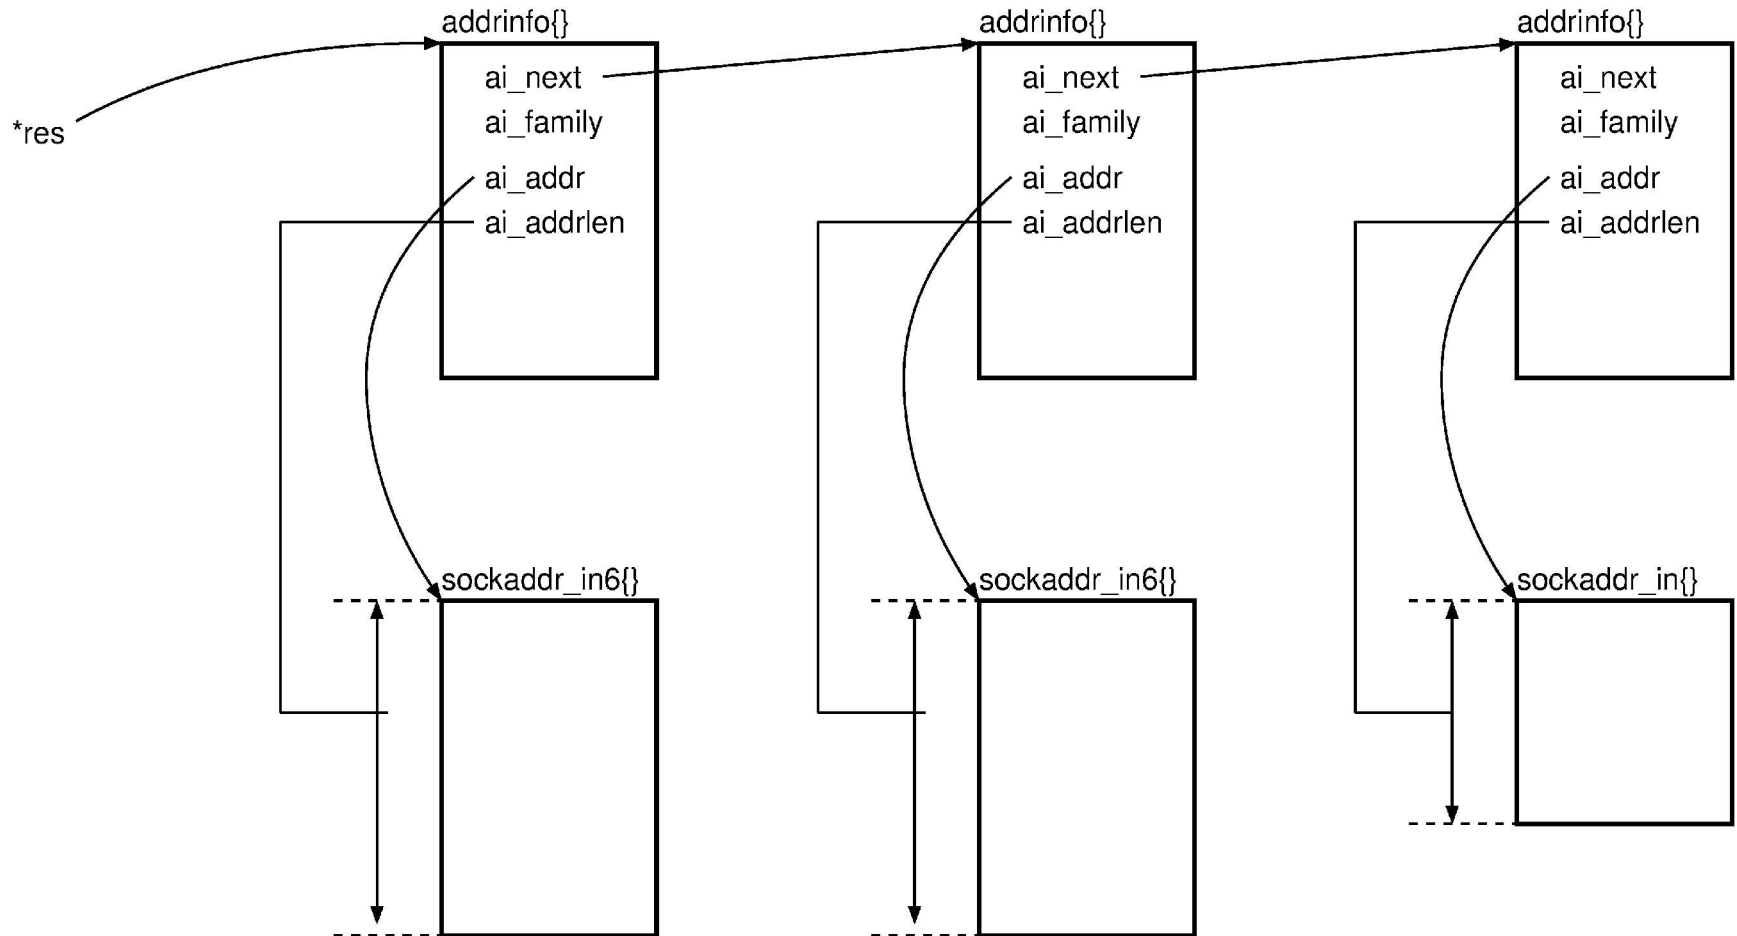 addrinfo{}
addrinfo{}
addrinfo{}
*res
ai_next
ai_family
ai_addr
ai_addrlen
ai_next
ai_family
ai_addr
ai_addrlen
ai_next
ai_family
ai_addr
ai_addrlen
sockaddr_in6{}
sockaddr_in6{}
sockaddr_in{}